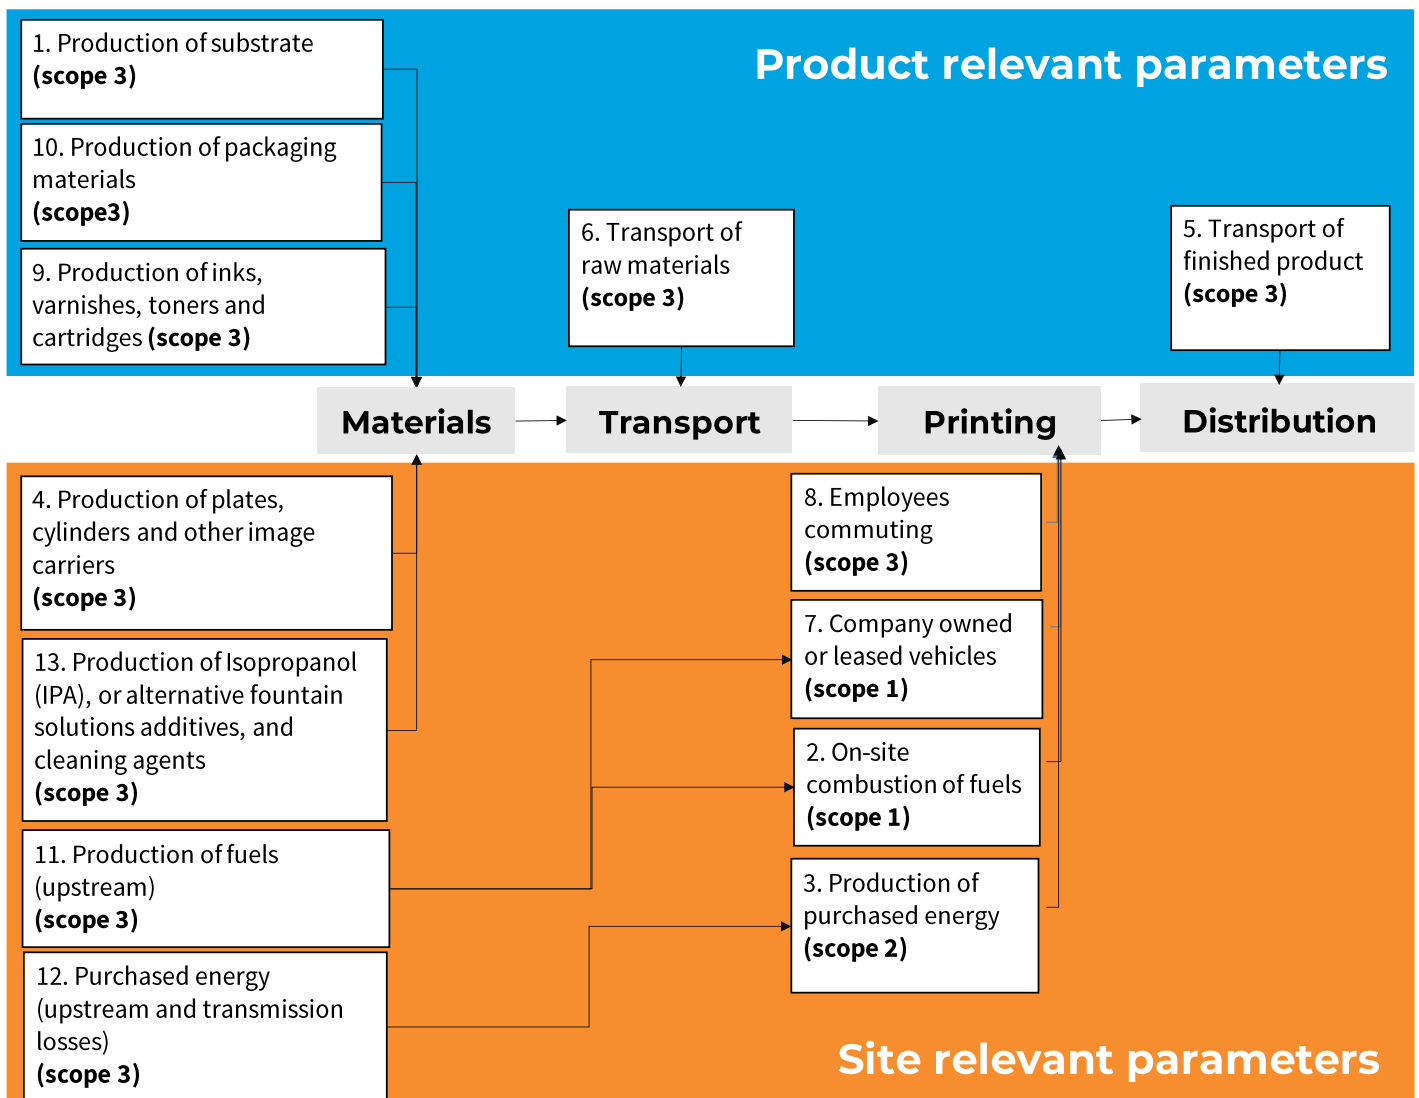 Product relevant parameters
1. Production of substrate
(scope 3)
10. Production of packaging
materials
(scope3)
9. Production of inks,
varnishes, toners and
cartridges (scope 3)
6. Transport of
raw materials
(scope 3)
5. Transport of
finished product
(scope 3)
Materials
Transport
Printing
Distribution
4. Production of plates,
cylinders and other image
carriers
(scope 3)
13. Production of Isopropanol
(IPA), or alternative fountain
solutions additives, and
cleaning agents
(scope 3)
11. Production of fuels
(upstream)
(scope 3)
12. Purchased energy
(upstream and transmission
losses)
(scope 3)
8. Employees
commuting
(scope 3)
7. Company owned
or leased vehicles
(scope 1)
2. On-site
combustion of fuels
(scope 1)
3. Production of
purchased energy
(scope 2)
Site relevant parameters